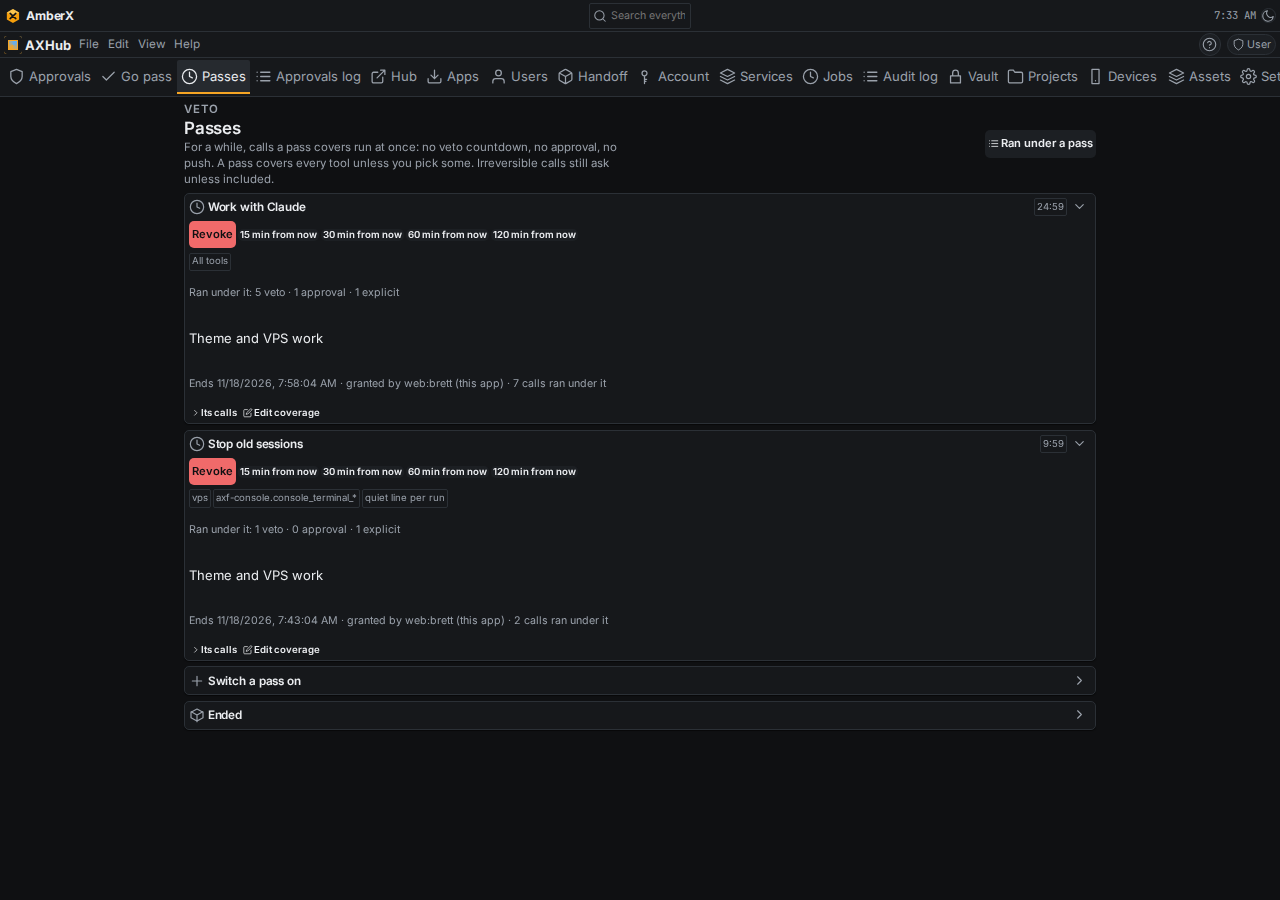 AmberX
Search everyth
7:33 AM
AXHub File Edit View Help
User
Approvals Go pass Passes Approvals log Hub Apps Users Handoff Account Services Jobs Audit log Vault Projects Devices Assets Set
VETO
Passes
For a while, calls a pass covers run at once: no veto countdown, no approval, no
push. A pass covers every tool unless you pick some. Irreversible calls still ask
unless included.
Ran under a pass
Work with Claude
24:59
Revoke 15 min from now 30 min from now 60 min from now 120 min from now
All tools
Ran under it: 5 veto · 1 approval · 1 explicit
Theme and VPS work
Ends 11/18/2026, 7:58:04 AM · granted by web:brett (this app) · 7 calls ran under it
Its calls Edit coverage
Stop old sessions
9:59
Revoke 15 min from now 30 min from now 60 min from now 120 min from now
vps axf-console.console_terminal_* quiet line per run
Ran under it: 1 veto · 0 approval · 1 explicit
Theme and VPS work
Ends 11/18/2026, 7:43:04 AM · granted by web:brett (this app) · 2 calls ran under it
Its calls Edit coverage
Switch a pass on
Ended